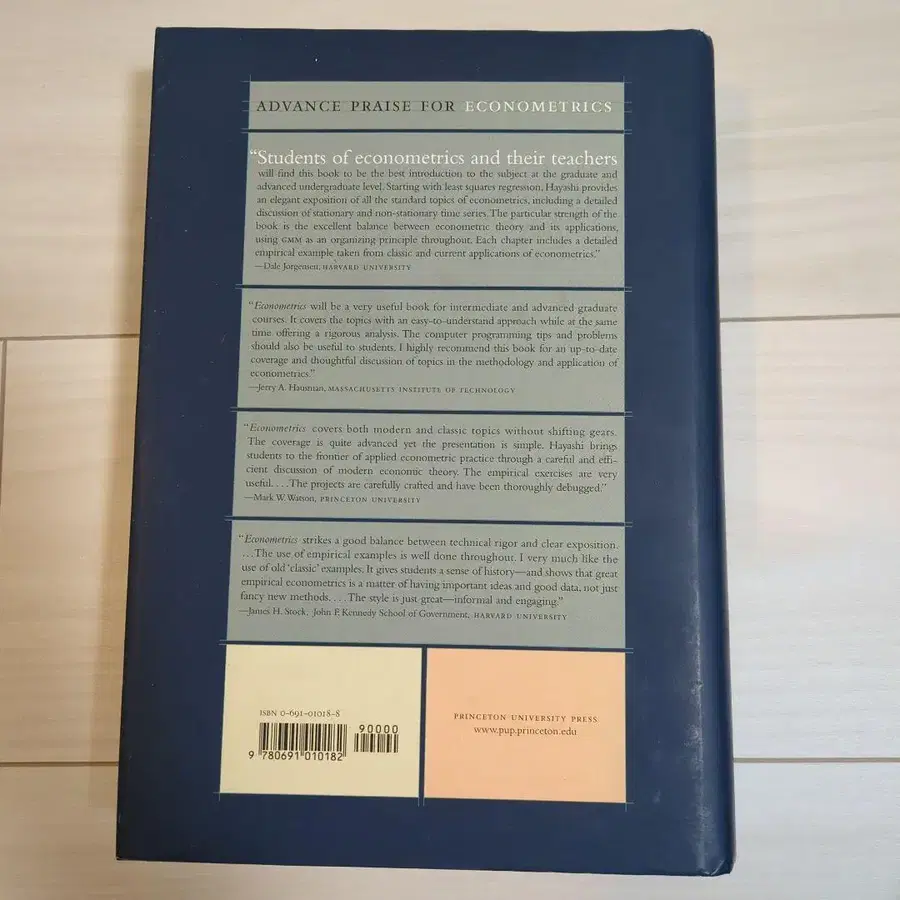 ADVANCE PRAISE FOR ECONOMETRICS
“Students of econometrics and their teachers
will find this book to be the best introduction to the subject at the graduate and
advanced undergraduate level. Starting with least squares regression, Hayashi provides
an elegant exposition of all the standard topics of econometrics, including a detailed
discussion of stationary and non-stationary time series. The particular strength of the
book is the excellent balance between econometric theory and its applications,
using GMM as an organizing principle throughout. Each chapter includes a detailed
empirical example taken from classic and current applications of econometrics.”
—Dale Jorgensen, HARVARD UNIVERSITY
“Econometrics will be a very useful book for intermediate and advanced graduate
courses. It covers the topics with an easy-to-understand approach while at the same
time offering a rigorous analysis. The computer programming tips and problems
should also be useful to students. I highly recommend this book for an up-to-date
coverage and thoughtful discussion of topics in the methodology and application of
econometrics.”
—Jerry A. Hausman, MASSACHUSETTS INSTITUTE OF TECHNOLOGY
“Econometrics covers both modern and classic topics without shifting gears.
The coverage is quite advanced yet the presentation is simple. Hayashi brings
students to the frontier of applied econometric practice through a careful and effi-
cient discussion of modern economic theory. The empirical exercises are very
useful. . . .The projects are carefully crafted and have been thoroughly debugged.”
—Mark W. Watson, PRINCETON UNIVERSITY
“Econometrics strikes a good balance between technical rigor and clear exposition.
. . .The use of empirical examples is well done throughout. I very much like the
use of old ‘classic’ examples. It gives students a sense of history—and shows that great
empirical econometrics is a matter of having important ideas and good data, not just
fancy new methods. . . .The style is just great—informal and engaging.”
—James H. Stock, John F. Kennedy School of Government, HARVARD UNIVERSITY
ISBN 0-691-01018-8
90000
9 780691 010182
PRINCETON UNIVERSITY PRESS
www.pup.princeton.edu